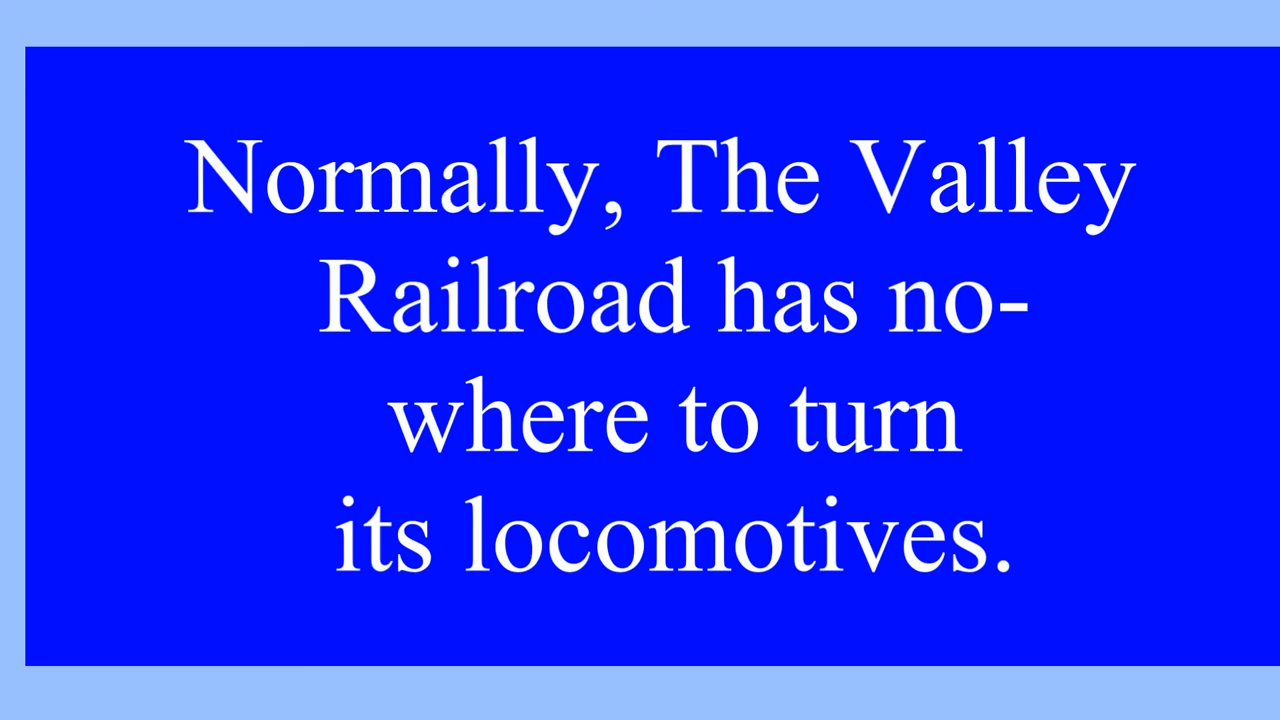 Normally, The Valley
Railroad has no-
where to turn
its locomotives.